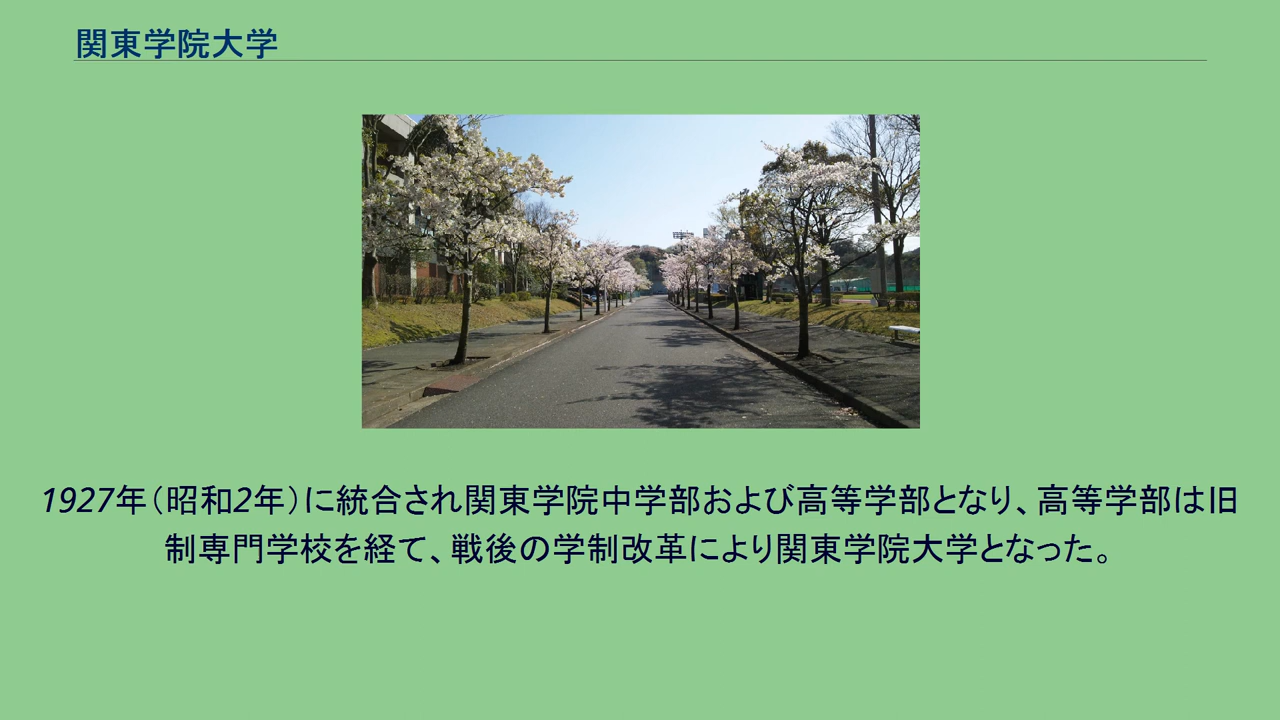 関東学院大学
1927年（昭和2年）に統合され関東学院中学部および高等学部となり、高等学部は旧
制専門学校を経て、戦後の学制改革により関東学院大学となった。